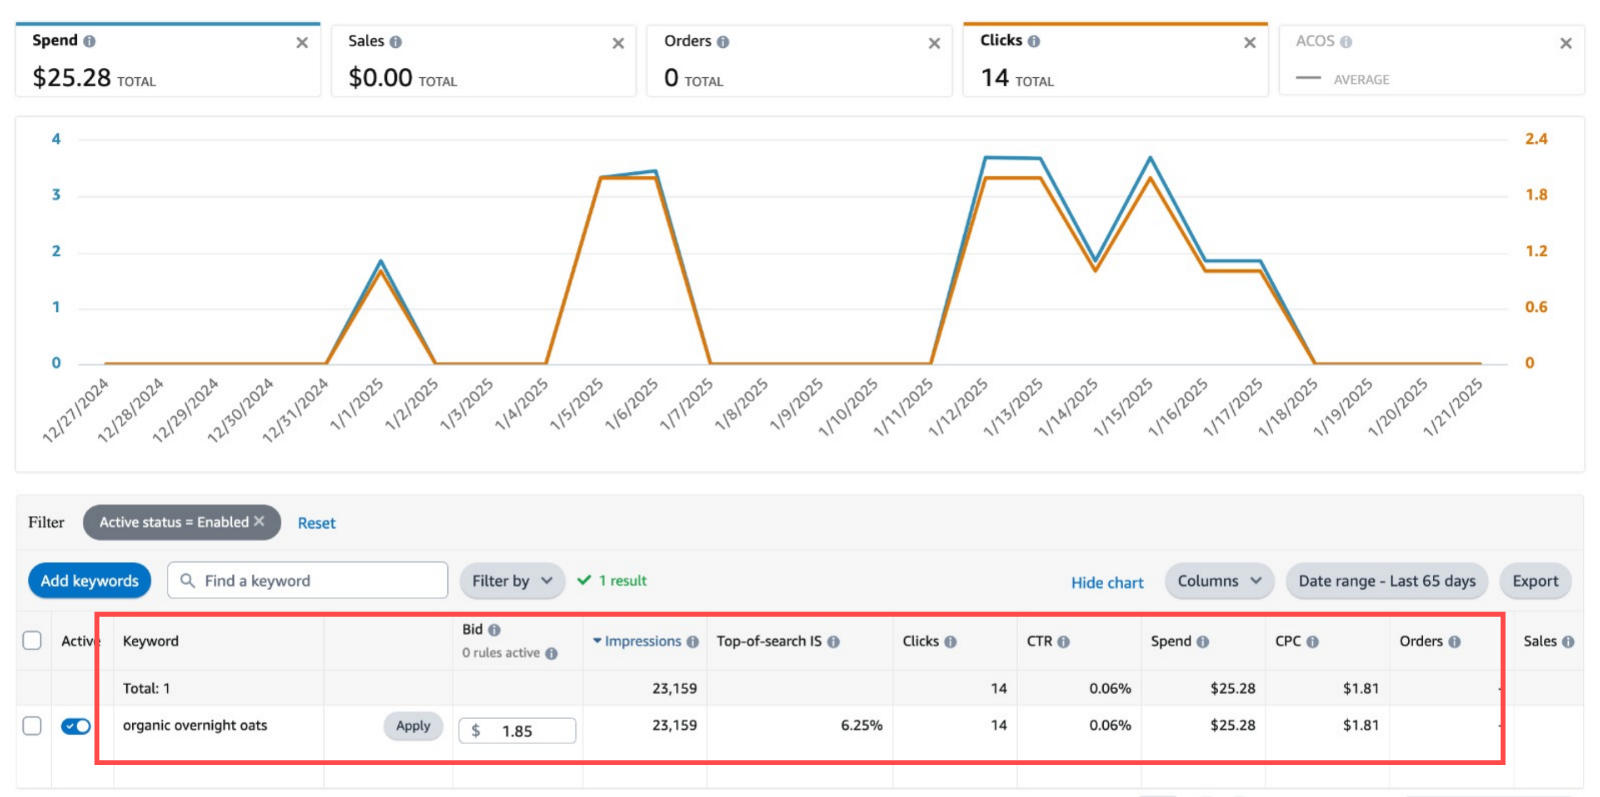 Spend Sales Orders Clicks ACOS
$25.28 TOTAL $0.00 TOTAL 0 TOTAL 14 TOTAL — AVERAGE
4 2.4
3 1.8
2 1.2
1 0.6
0 0
12/27/2024 12/28/2024 12/29/2024 12/30/2024 12/31/2024 1/1/2025 1/2/2025 1/3/2025 1/4/2025 1/5/2025 1/6/2025 1/7/2025 1/8/2025 1/9/2025 1/10/2025 1/11/2025 1/12/2025 1/13/2025 1/14/2025 1/15/2025 1/16/2025 1/17/2025 1/18/2025 1/19/2025 1/20/2025 1/21/2025
Filter Active status = Enabled Reset
Add keywords Find a keyword Filter by 1 result Hide chart Columns Date range - Last 65 days Export
Active Keyword Bid Impressions Top-of-search IS Clicks CTR Spend CPC Orders Sales
0 rules active
Total: 1 23,159 14 0.06% $25.28 $1.81 -
organic overnight oats Apply $ 1.85 23,159 6.25% 14 0.06% $25.28 $1.81 -